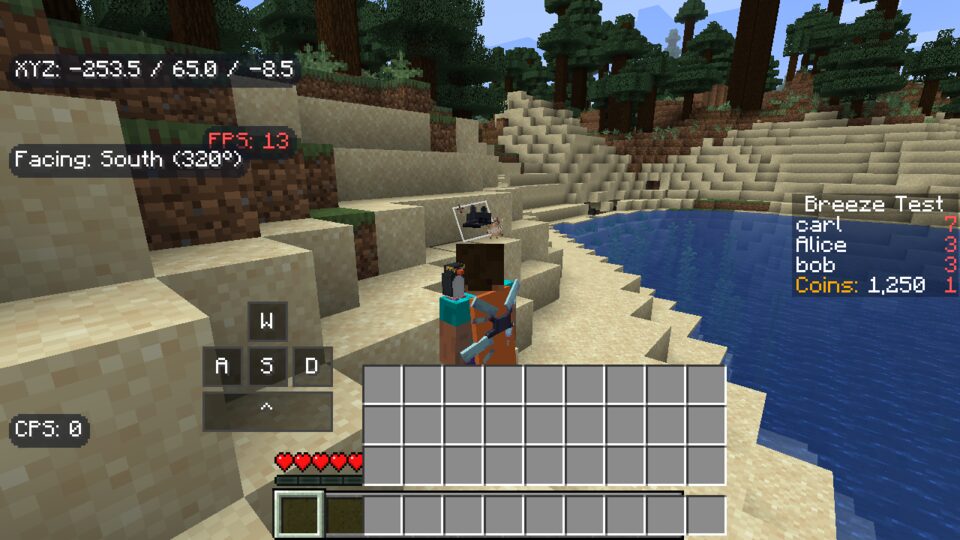 XYZ: -253.5 / 65.0 / -8.5
FPS: 13
Facing: South (320°)
Breeze Test
carl 7
Alice 3
bob 3
Coins: 1,250 1
W
A S D
^
CPS: 0